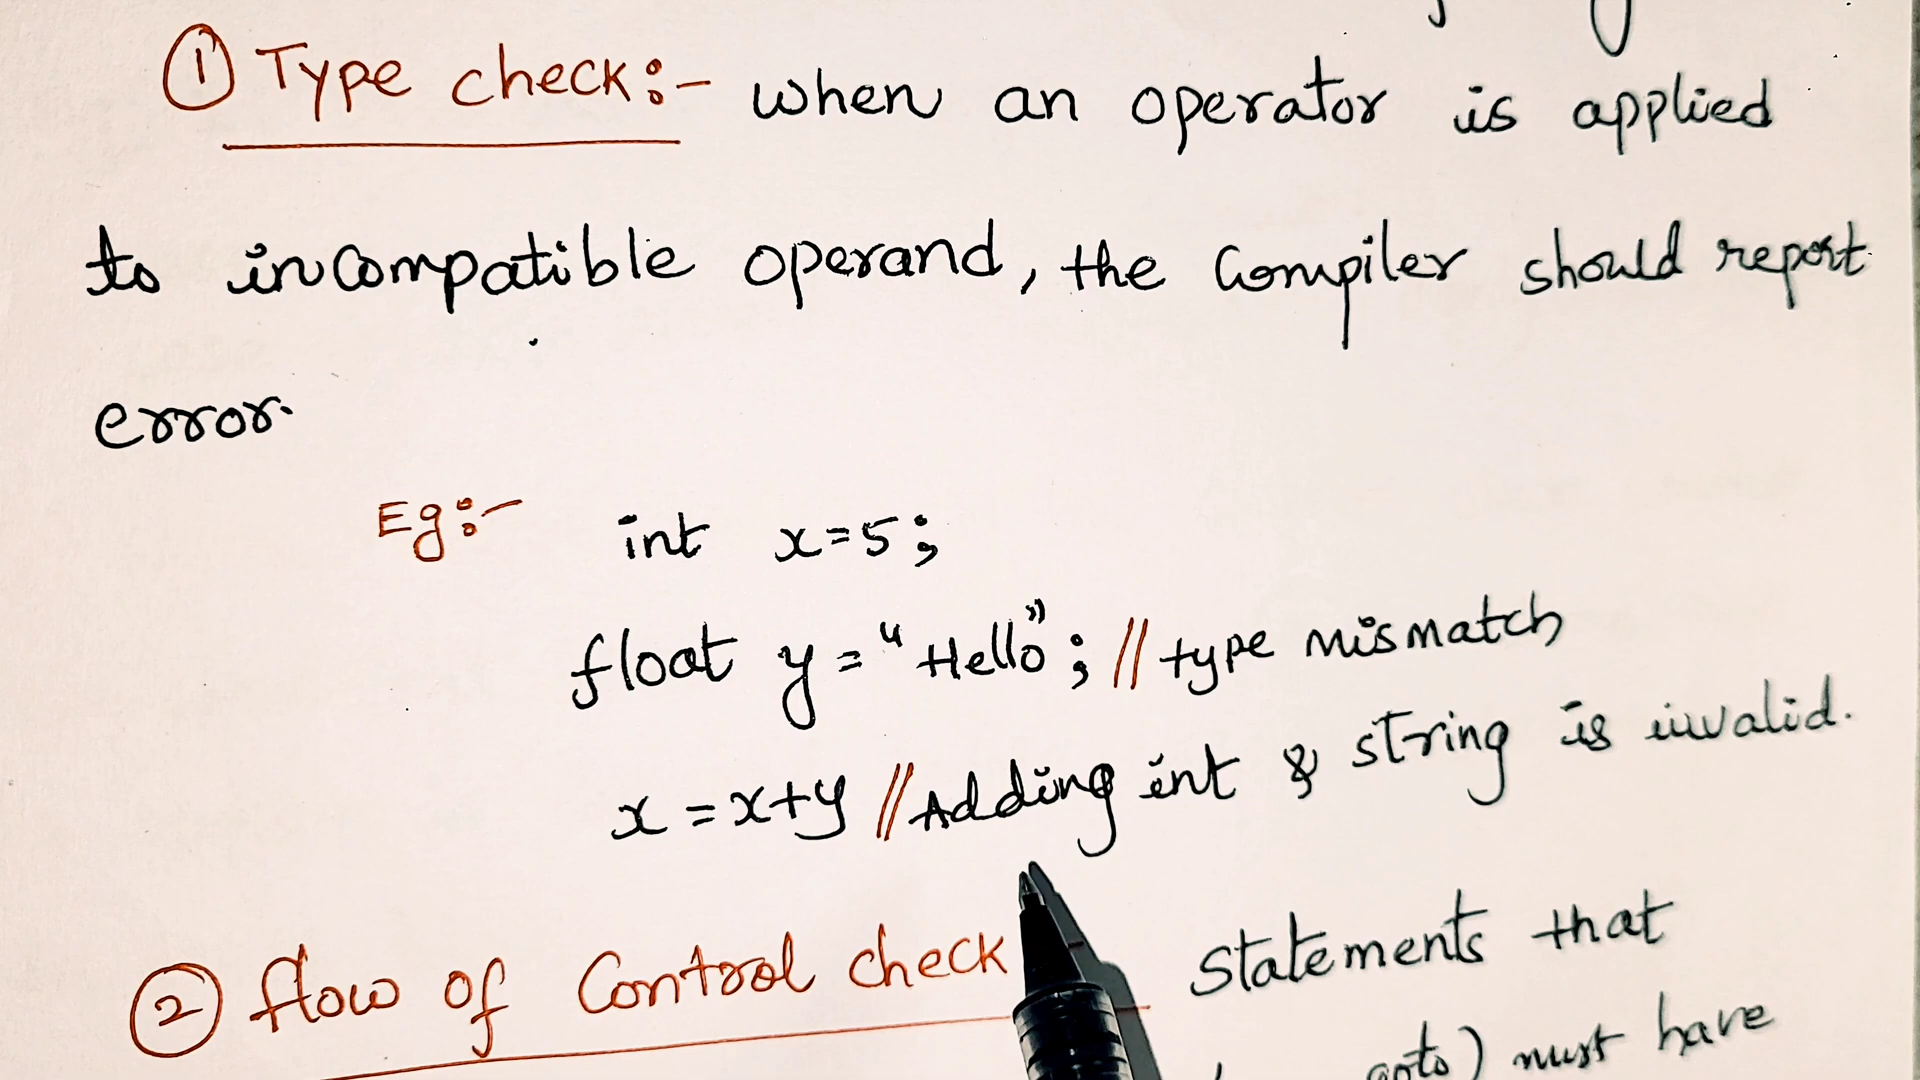 ① Type check:- when an operator is applied
to incompatible operand, the Compiler should report
error.
Eg:- int x=5;
float y="Hello"; // type mismatch
x=x+y // Adding int & string is invalid.
② flow of Control check statements that
goto) must have